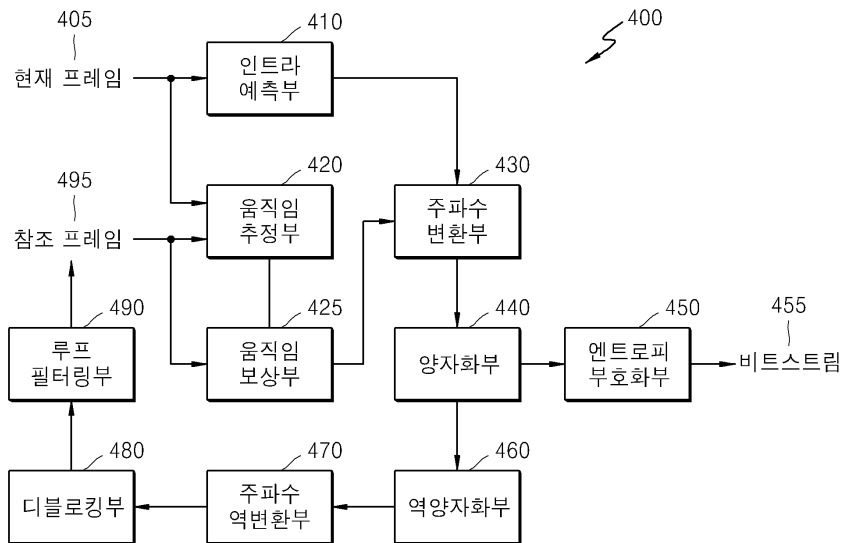 405
현재 프레임
410
인트라
예측부
400
495
참조 프레임
420
움직임
추정부
430
주파수
변환부
490
루프
필터링부
425
움직임
보상부
440
양자화부
450
엔트로피
부호화부
455
비트스트림
480
디블로킹부
470
주파수
역변환부
460
역양자화부